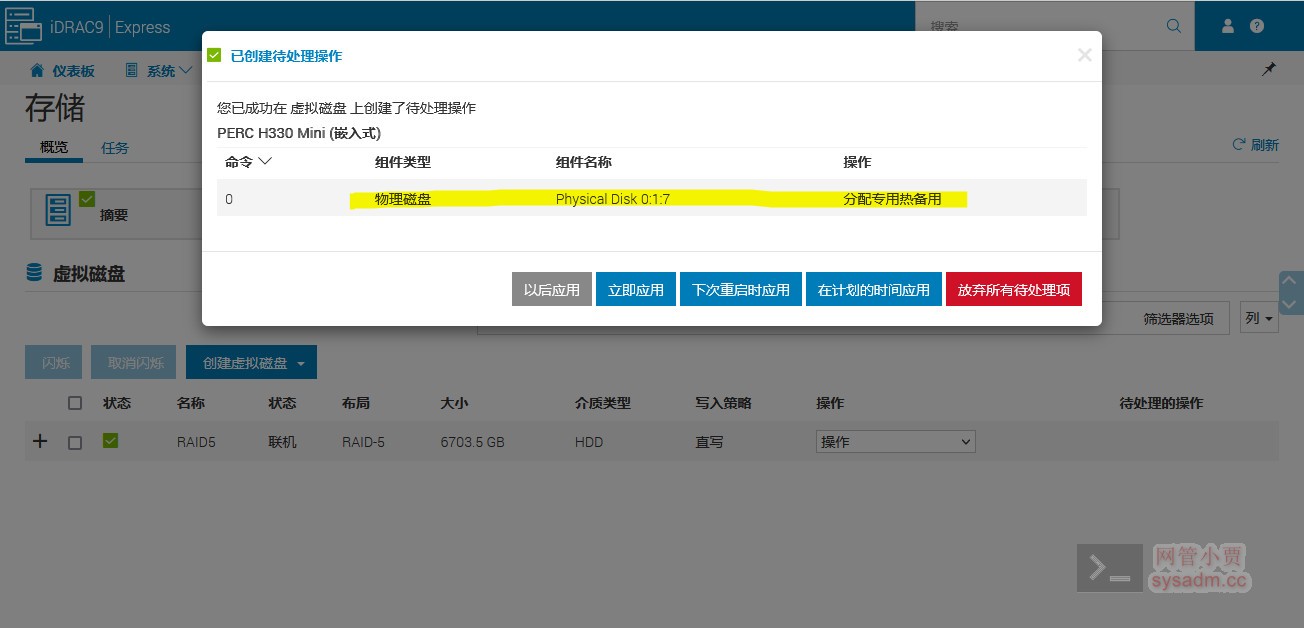 iDRAC9 | Express
搜索
仪表板
系统
存储
概览
任务
刷新
摘要
虚拟磁盘
已创建待处理操作
您已成功在 虚拟磁盘 上创建了待处理操作
PERC H330 Mini (嵌入式)
命令 组件类型 组件名称 操作
0 物理磁盘 Physical Disk 0:1:7 分配专用热备用
以后应用 立即应用 下次重启时应用 在计划的时间应用 放弃所有待处理项
筛选器选项 列
闪烁 取消闪烁 创建虚拟磁盘
状态 名称 状态 布局 大小 介质类型 写入策略 操作 待处理的操作
RAID5 联机 RAID-5 6703.5 GB HDD 直写 操作
网管小贾
sysadm.cc